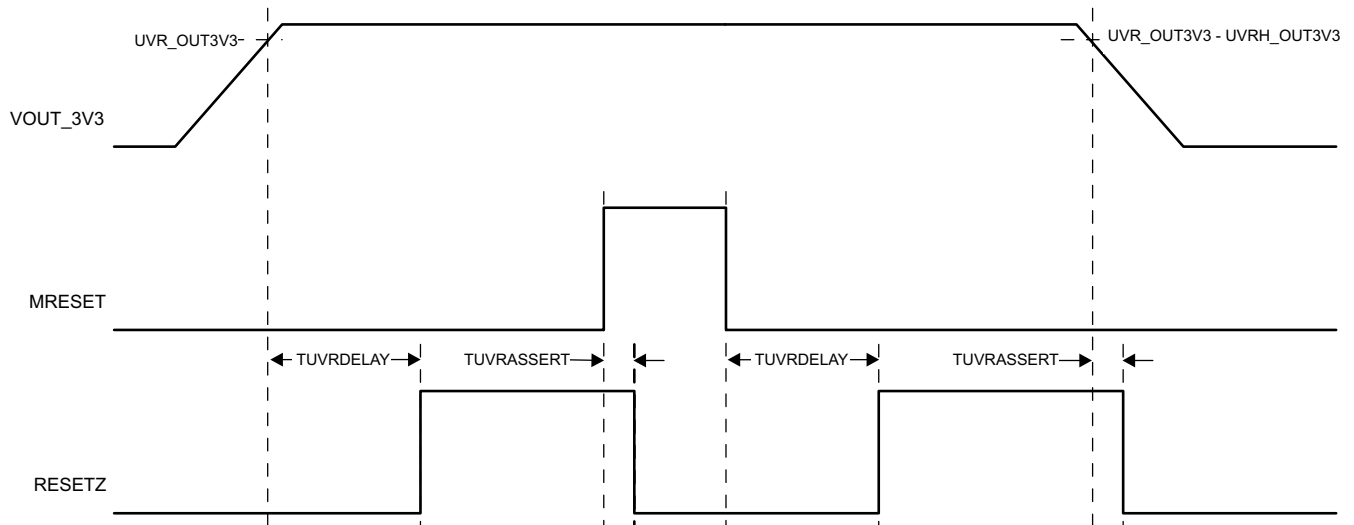 UVR_OUT3V3
UVR_OUT3V3 - UVRH_OUT3V3
VOUT_3V3
MRESET
TUVRDELAY
TUVRASSERT
TUVRDELAY
TUVRASSERT
RESETZ